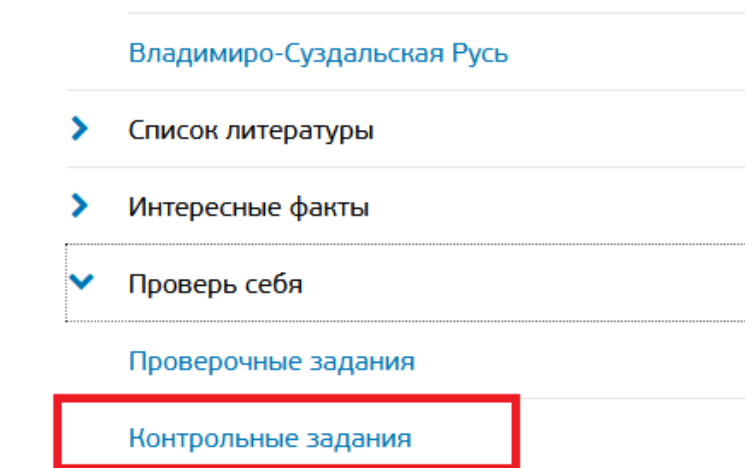 Владимиро-Суздальская Русь
Список литературы
Интересные факты
Проверь себя
Проверочные задания
Контрольные задания